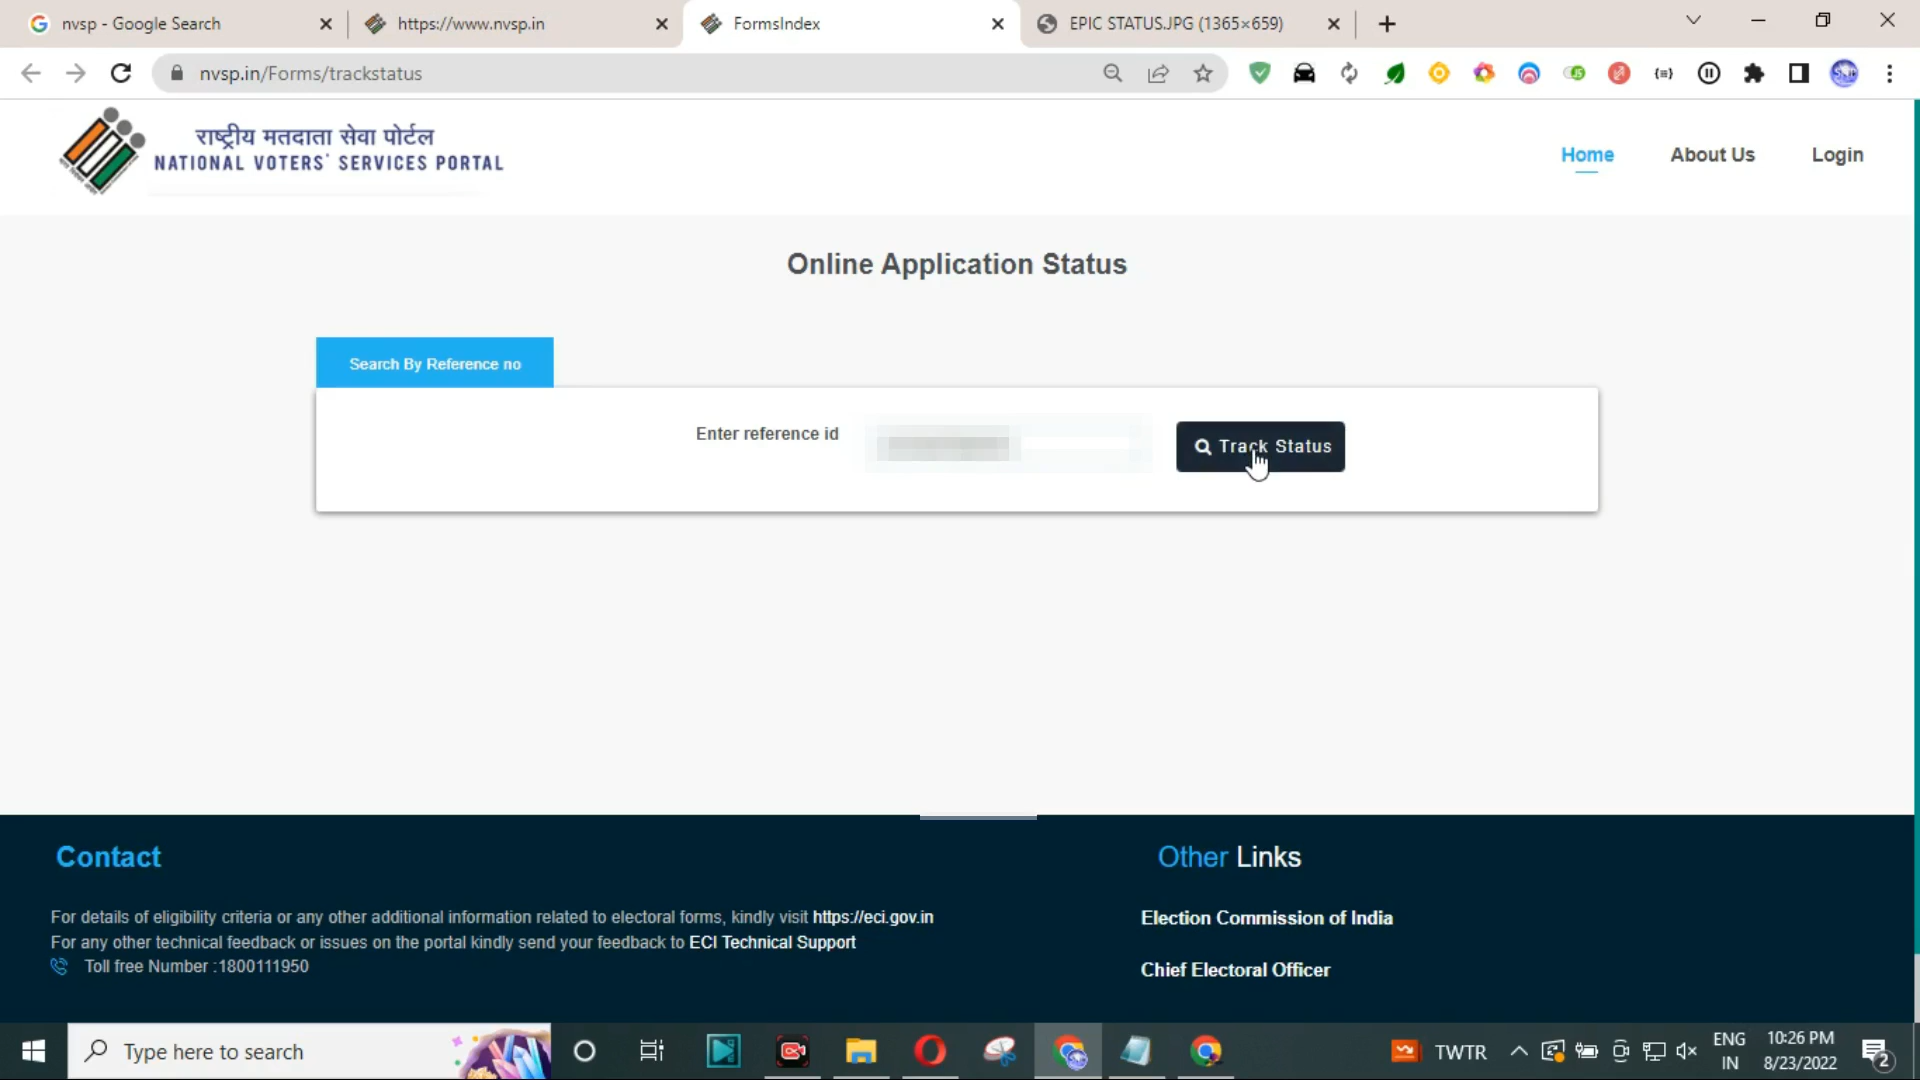 nvsp - Google Search
https://www.nvsp.in
FormsIndex
EPIC STATUS.JPG (1365×659)
nvsp.in/Forms/trackstatus
राष्ट्रीय मतदाता सेवा पोर्टल
NATIONAL VOTERS' SERVICES PORTAL
Home
About Us
Login
Online Application Status
Search By Reference no
Enter reference id
Track Status
Contact
Other Links
For details of eligibility criteria or any other additional information related to electoral forms, kindly visit https://eci.gov.in
For any other technical feedback or issues on the portal kindly send your feedback to ECI Technical Support
Toll free Number :1800111950
Election Commission of India
Chief Electoral Officer
Type here to search
TWTR
ENG
IN
10:26 PM
8/23/2022
2